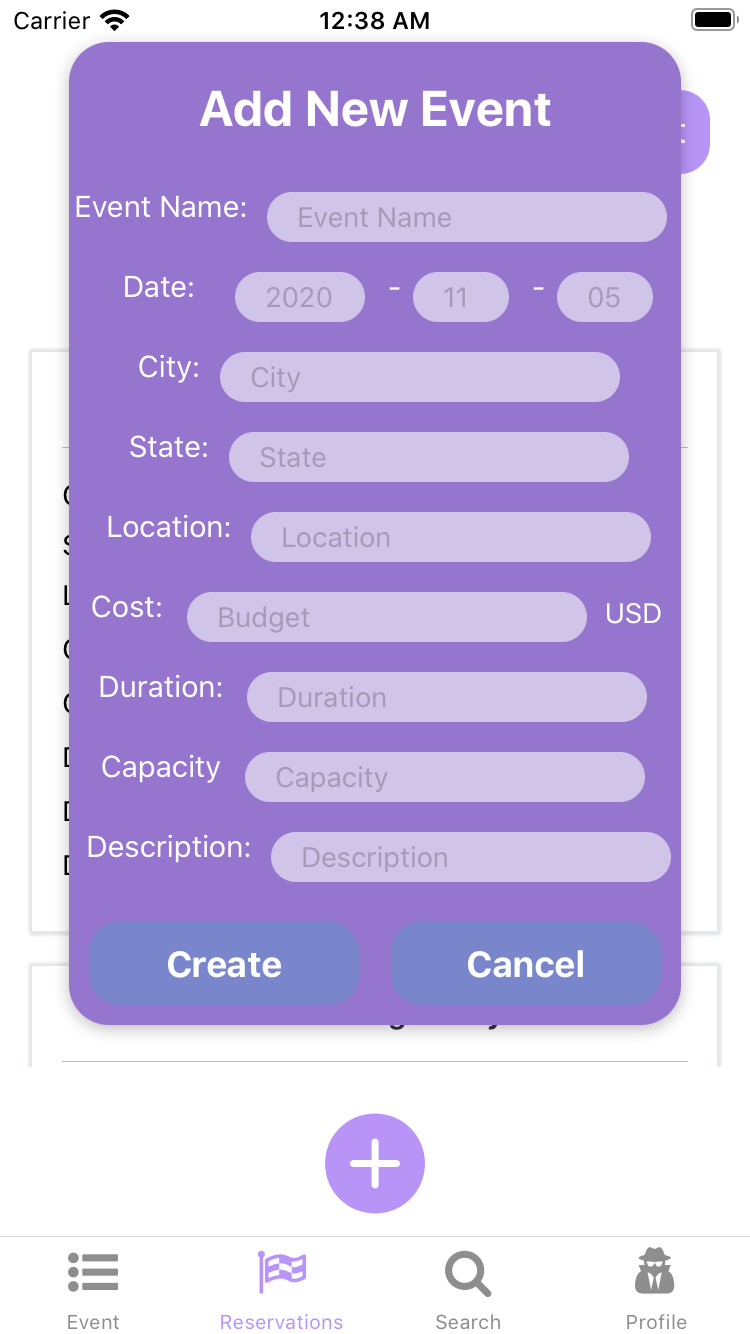 Carrier 12:38 AM
Add New Event
Event Name: Event Name
Date: 2020 - 11 - 05
City: City
State: State
Location: Location
Cost: Budget USD
Duration: Duration
Capacity Capacity
Description: Description
Create Cancel
Event Reservations Search Profile